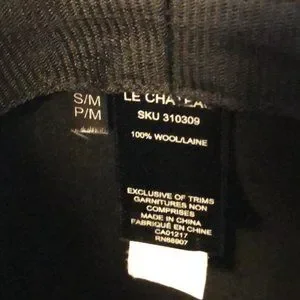 S/M
P/M
LE CHATEAU
SKU 310309
100% WOOL/LAINE
EXCLUSIVE OF TRIMS
GARNITURES NON
COMPRISES
MADE IN CHINA
FABRIQUÉ EN CHINE
CA01217
RN88907